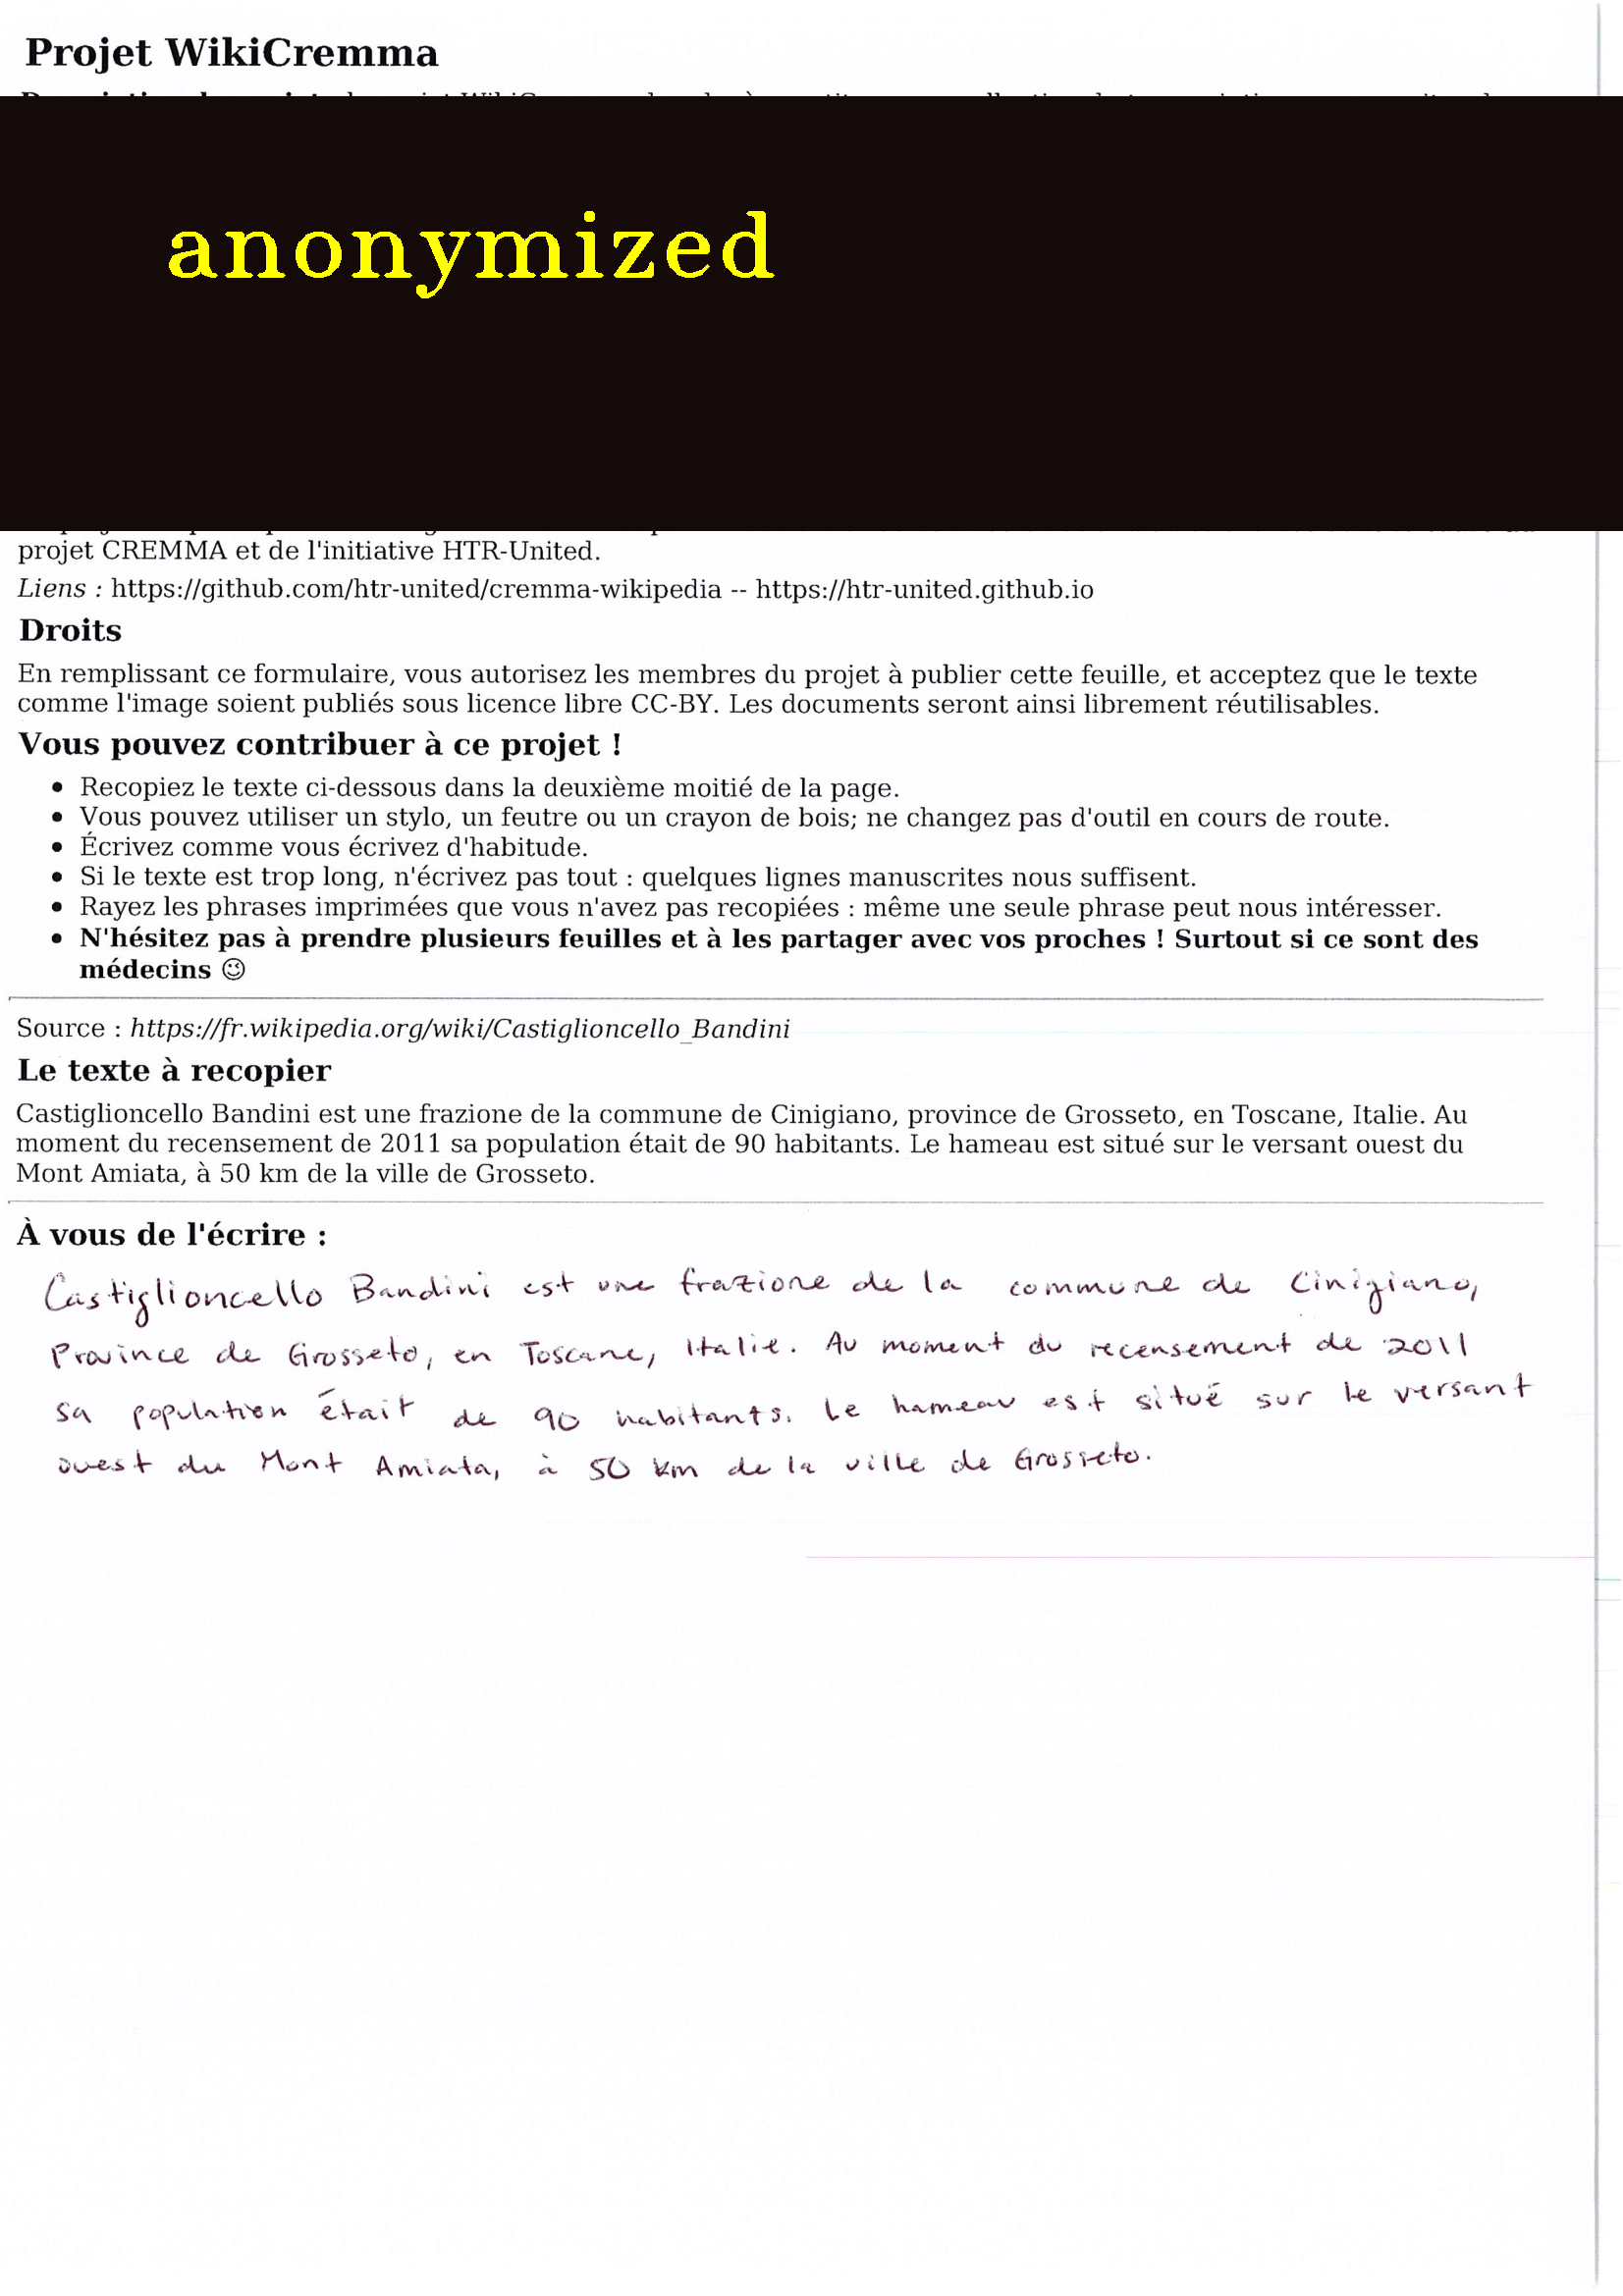 Projet WikiCremma
anonymized
projet CREMMA et de l'initiative HTR-United.
Liens : https://github.com/htr-united/cremma-wikipedia -- https://htr-united.github.io
Droits
En remplissant ce formulaire, vous autorisez les membres du projet à publier cette feuille, et acceptez que le texte
comme l'image soient publiés sous licence libre CC-BY. Les documents seront ainsi librement réutilisables.
Vous pouvez contribuer à ce projet !
• Recopiez le texte ci-dessous dans la deuxième moitié de la page.
• Vous pouvez utiliser un stylo, un feutre ou un crayon de bois; ne changez pas d'outil en cours de route.
• Écrivez comme vous écrivez d'habitude.
• Si le texte est trop long, n'écrivez pas tout : quelques lignes manuscrites nous suffisent.
• Rayez les phrases imprimées que vous n'avez pas recopiées : même une seule phrase peut nous intéresser.
• N'hésitez pas à prendre plusieurs feuilles et à les partager avec vos proches ! Surtout si ce sont des
médecins 😉
Source : https://fr.wikipedia.org/wiki/Castiglioncello_Bandini
Le texte à recopier
Castiglioncello Bandini est une frazione de la commune de Cinigiano, province de Grosseto, en Toscane, Italie. Au
moment du recensement de 2011 sa population était de 90 habitants. Le hameau est situé sur le versant ouest du
Mont Amiata, à 50 km de la ville de Grosseto.
À vous de l'écrire :
Castiglioncello Bandini est une frazione de la commune de Cinigiano,
Province de Grosseto, en Toscane, Italie. Au moment du recensement de 2011
sa population était de 90 habitants. Le hameau est situé sur le versant
ouest du Mont Amiata, à 50 km de la ville de Grosseto.